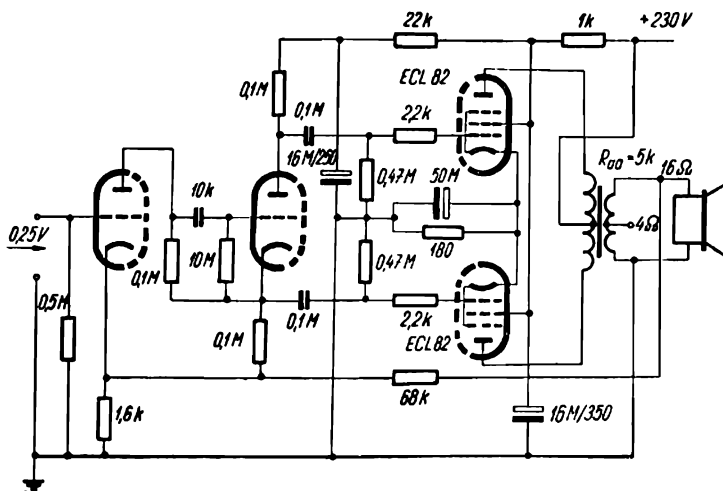 22k
1k
+230V
ECL 82
0,1M
0,1M
2,2k
16M/250
0,47M
50M
Raa = 5k
16Ω
10k
0,25V
180
4Ω
0,1M
10M
0,47M
0,5M
0,1M
2,2k
0,1M
ECL82
68k
1,6k
16M/350